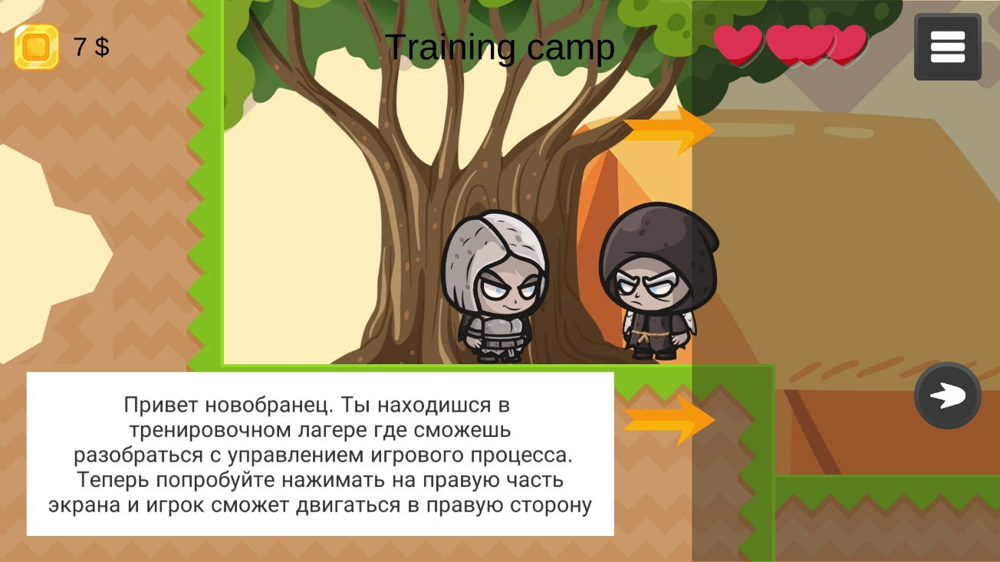 7 $
Training camp
Привет новобранец. Ты находишся в
тренировочном лагере где сможешь
разобраться с управлением игрового процесса.
Теперь попробуйте нажимать на правую часть
экрана и игрок сможет двигаться в правую сторону